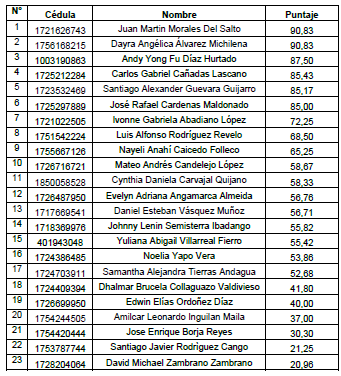 N° Cédula Nombre Puntaje
1 1721626743 Juan Martin Morales Del Salto 90,83
2 1756168215 Dayra Angélica Álvarez Michilena 90,83
3 1003190863 Andy Yong Fu Díaz Hurtado 87,50
4 1725212284 Carlos Gabriel Cañadas Lascano 85,43
5 1723532469 Santiago Alexander Guevara Guijarro 85,17
6 1725297889 José Rafael Cardenas Maldonado 85,00
7 1721022505 Ivonne Gabriela Abadiano López 72,25
8 1751542224 Luis Alfonso Rodríguez Revelo 68,50
9 1755667126 Nayeli Anahí Caicedo Folleco 65,25
10 1726716721 Mateo Andrés Candelejo López 58,67
11 1850058528 Cynthia Daniela Carvajal Quijano 58,33
12 1726487950 Evelyn Adriana Angamarca Almeida 56,76
13 1717669541 Daniel Esteban Vásquez Muñoz 56,71
14 1718369976 Johnny Lenin Semisterra Ibadango 55,82
15 401943048 Yuliana Abigail Villarreal Fierro 55,42
16 1724386485 Noelia Yapo Vera 53,86
17 1724703911 Samantha Alejandra Tierras Andagua 52,68
18 1724409394 Dhalmar Brucela Collaguazo Valdivieso 41,80
19 1726699950 Edwin Elías Ordoñez Díaz 40,00
20 1754244505 Amilcar Leonardo Inguilan Maila 37,00
21 1754420444 Jose Enrique Borja Reyes 30,30
22 1753787744 Santiago Javier Rodríguez Cango 21,25
23 1728204064 David Michael Zambrano Zambrano 20,96